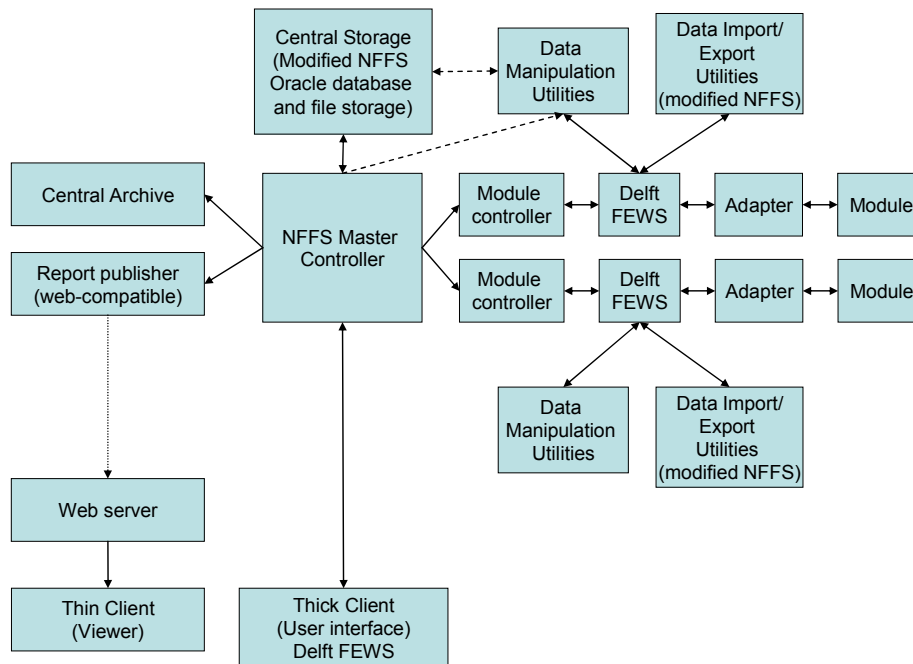 Central Storage
(Modified NFFS
Oracle database
and file storage)
Data
Manipulation
Utilities
Data Import/
Export
Utilities
(modified NFFS)
Central Archive
NFFS Master
Controller
Module
controller
Delft
FEWS
Adapter
Module
Report publisher
(web-compatible)
Module
controller
Delft
FEWS
Adapter
Module
Data
Manipulation
Utilities
Data Import/
Export
Utilities
(modified NFFS)
Web server
Thin Client
(Viewer)
Thick Client
(User interface)
Delft FEWS